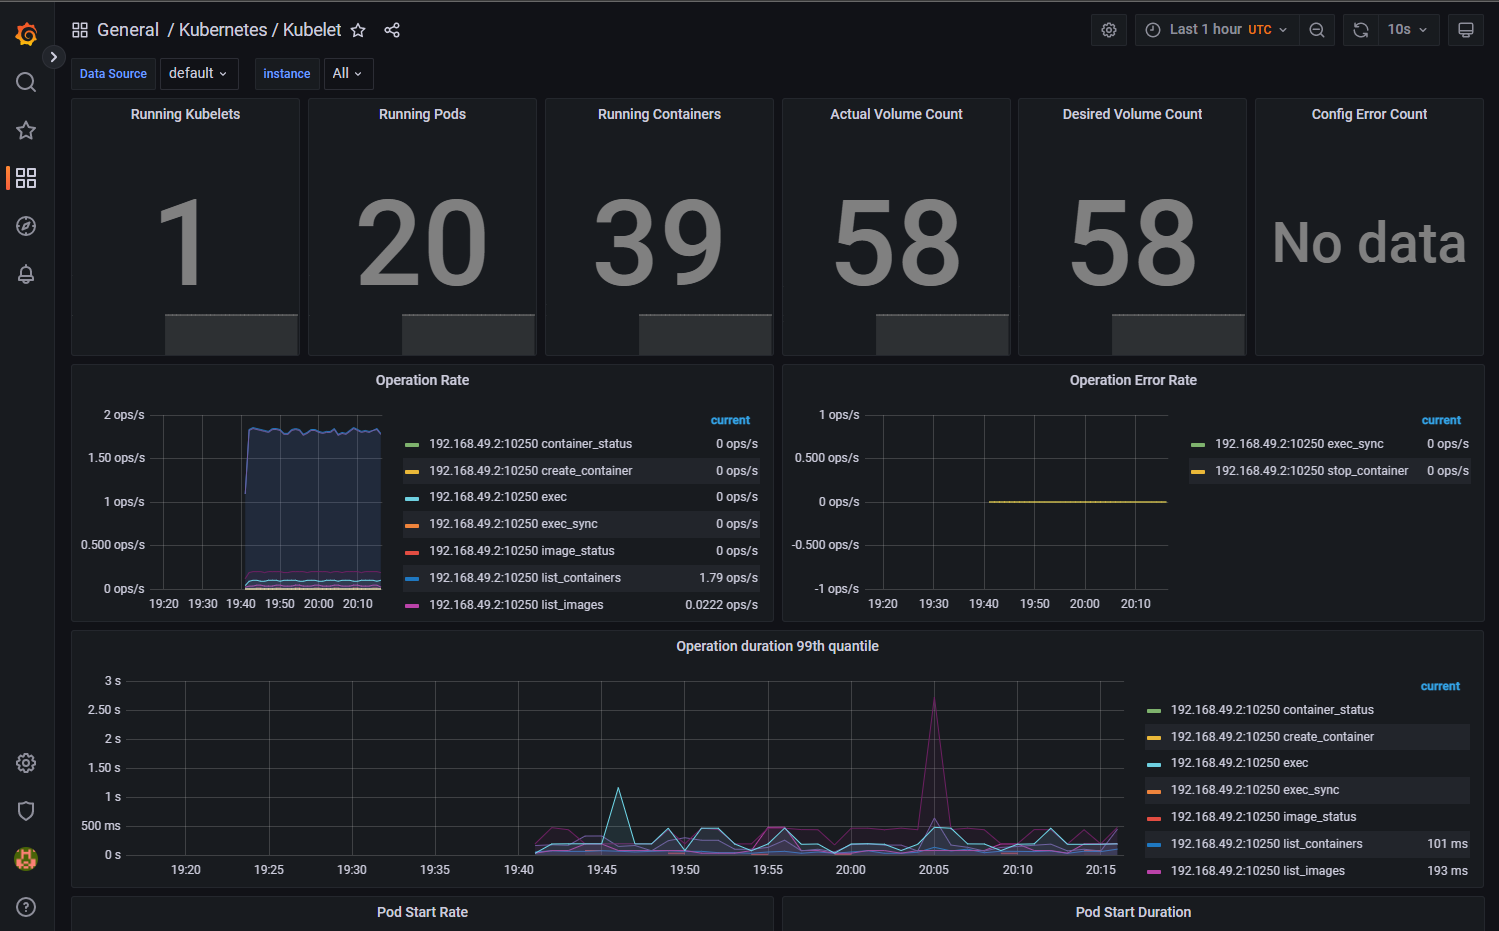 General / Kubernetes / Kubelet
Last 1 hour UTC
10s
Data Source default instance All
Running Kubelets
1
Running Pods
20
Running Containers
39
Actual Volume Count
58
Desired Volume Count
58
Config Error Count
No data
Operation Rate
2 ops/s
1.50 ops/s
1 ops/s
0.500 ops/s
0 ops/s
19:20 19:30 19:40 19:50 20:00 20:10
current
192.168.49.2:10250 container_status 0 ops/s
192.168.49.2:10250 create_container 0 ops/s
192.168.49.2:10250 exec 0 ops/s
192.168.49.2:10250 exec_sync 0 ops/s
192.168.49.2:10250 image_status 0 ops/s
192.168.49.2:10250 list_containers 1.79 ops/s
192.168.49.2:10250 list_images 0.0222 ops/s
Operation Error Rate
1 ops/s
0.500 ops/s
0 ops/s
-0.500 ops/s
-1 ops/s
19:20 19:30 19:40 19:50 20:00 20:10
current
192.168.49.2:10250 exec_sync 0 ops/s
192.168.49.2:10250 stop_container 0 ops/s
Operation duration 99th quantile
3 s
2.50 s
2 s
1.50 s
1 s
500 ms
0 s
19:20 19:25 19:30 19:35 19:40 19:45 19:50 19:55 20:00 20:05 20:10 20:15
current
192.168.49.2:10250 container_status
192.168.49.2:10250 create_container
192.168.49.2:10250 exec
192.168.49.2:10250 exec_sync
192.168.49.2:10250 image_status
192.168.49.2:10250 list_containers 101 ms
192.168.49.2:10250 list_images 193 ms
Pod Start Rate
Pod Start Duration